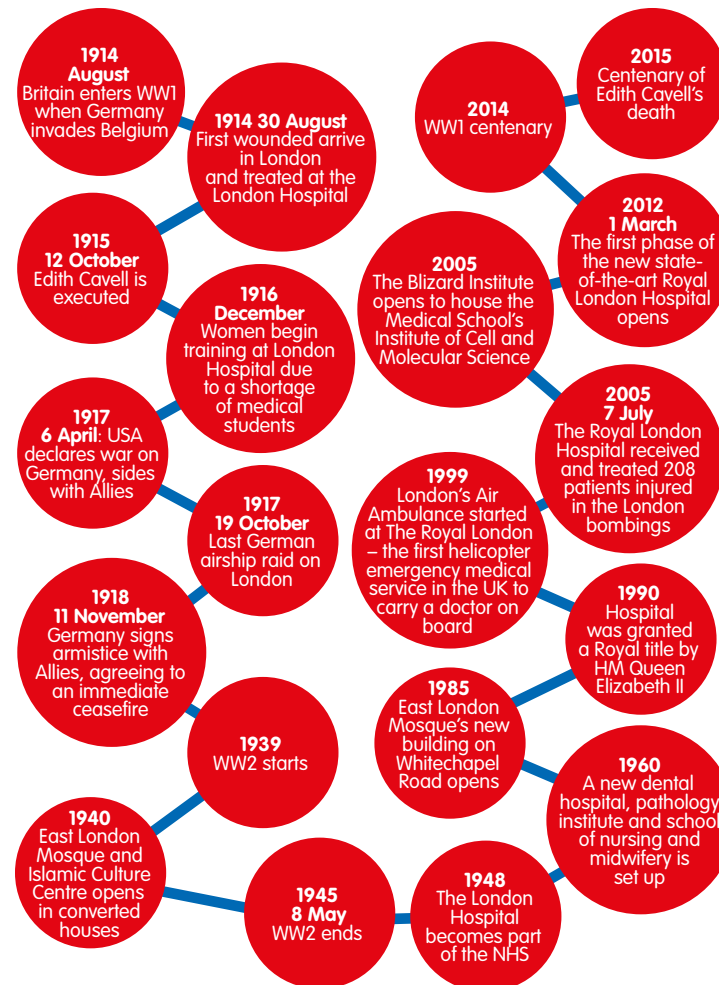 1914
August
Britain enters WW1
when Germany
invades Belgium
1914 30 August
First wounded arrive
in London
and treated at the
London Hospital
1915
12 October
Edith Cavell is
executed
1916
December
Women begin
training at London
Hospital due
to a shortage
of medical
students
1917
6 April: USA
declares war on
Germany, sides
with Allies
1917
19 October
Last German
airship raid on
London
1918
11 November
Germany signs
armistice with
Allies, agreeing to
an immediate
ceasefire
1939
WW2 starts
1940
East London
Mosque and
Islamic Culture
Centre opens
in converted
houses
1945
8 May
WW2 ends
1948
The London
Hospital
becomes part
of the NHS
1960
A new dental
hospital, pathology
institute and school
of nursing and
midwifery is
set up
1985
East London
Mosque's new
building on
Whitechapel
Road opens
1990
Hospital
was granted
a Royal title by
HM Queen
Elizabeth II
1999
London's Air
Ambulance started
at The Royal London
– the first helicopter
emergency medical
service in the UK to
carry a doctor on
board
2005
7 July
The Royal London
Hospital received
and treated 208
patients injured
in the London
bombings
2005
The Blizard Institute
opens to house the
Medical School's
Institute of Cell and
Molecular Science
2012
1 March
The first phase of
the new state-
of-the-art Royal
London Hospital
opens
2014
WW1 centenary
2015
Centenary of
Edith Cavell's
death